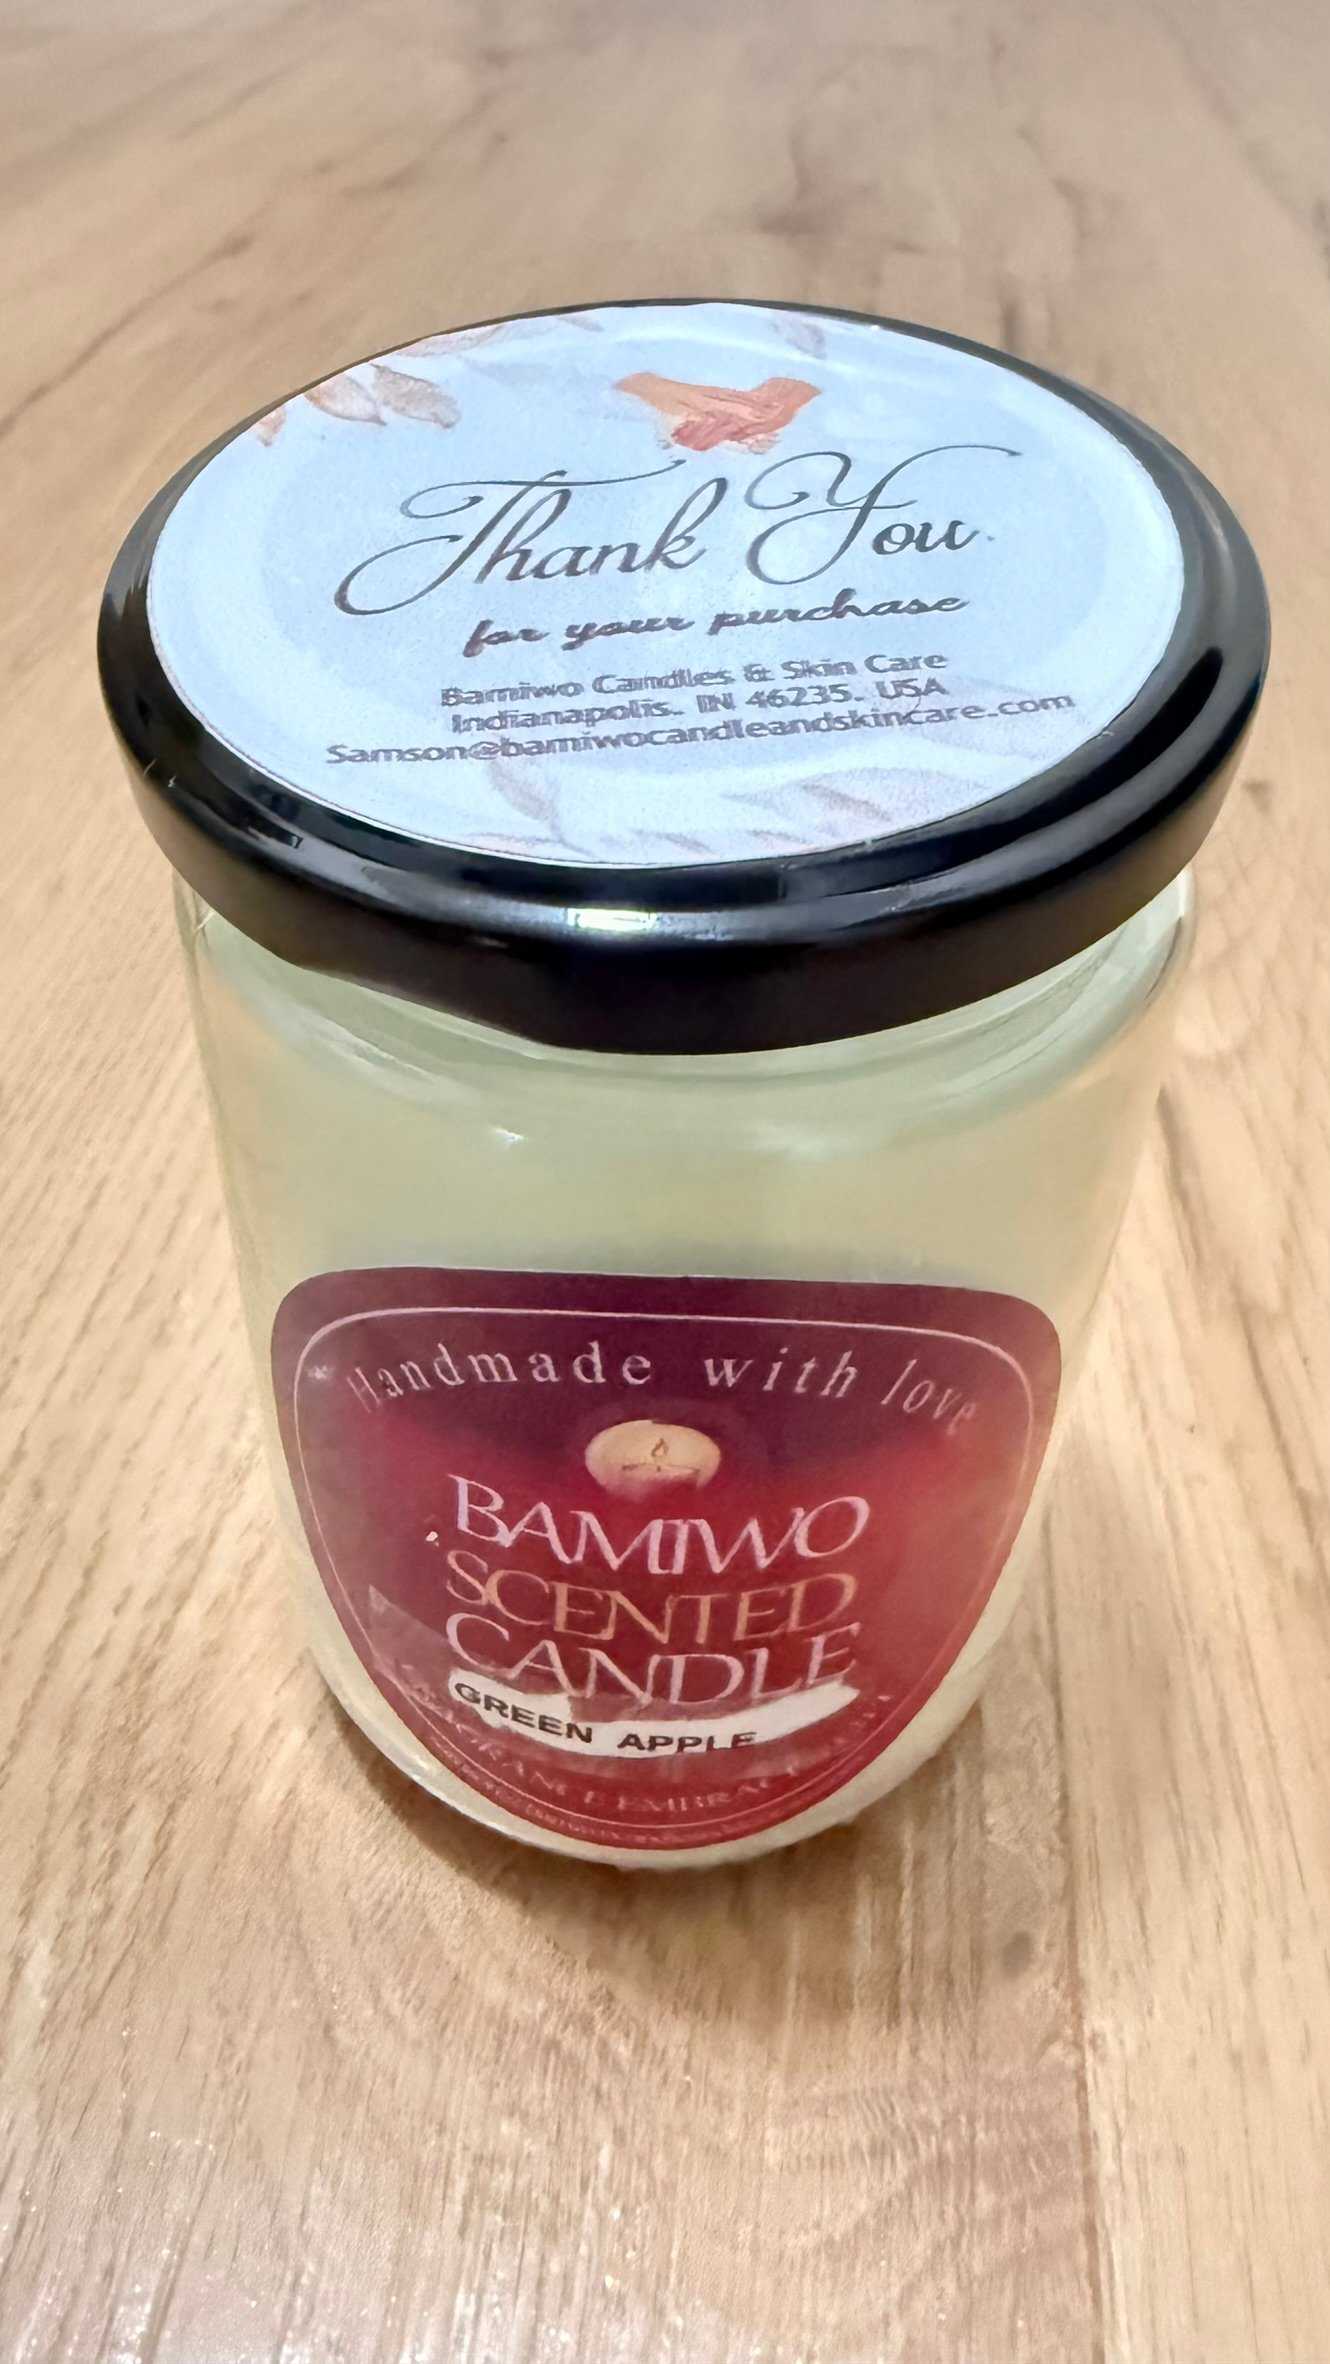 Thank You
for your purchase
Bamiwo Candles & Skin Care
Indianapolis. IN 46235. USA
Samson@bamiwocandleandskincare.com
Handmade with love
BAMIWO
SCENTED
CANDLE
GREEN APPLE
EMBRACE